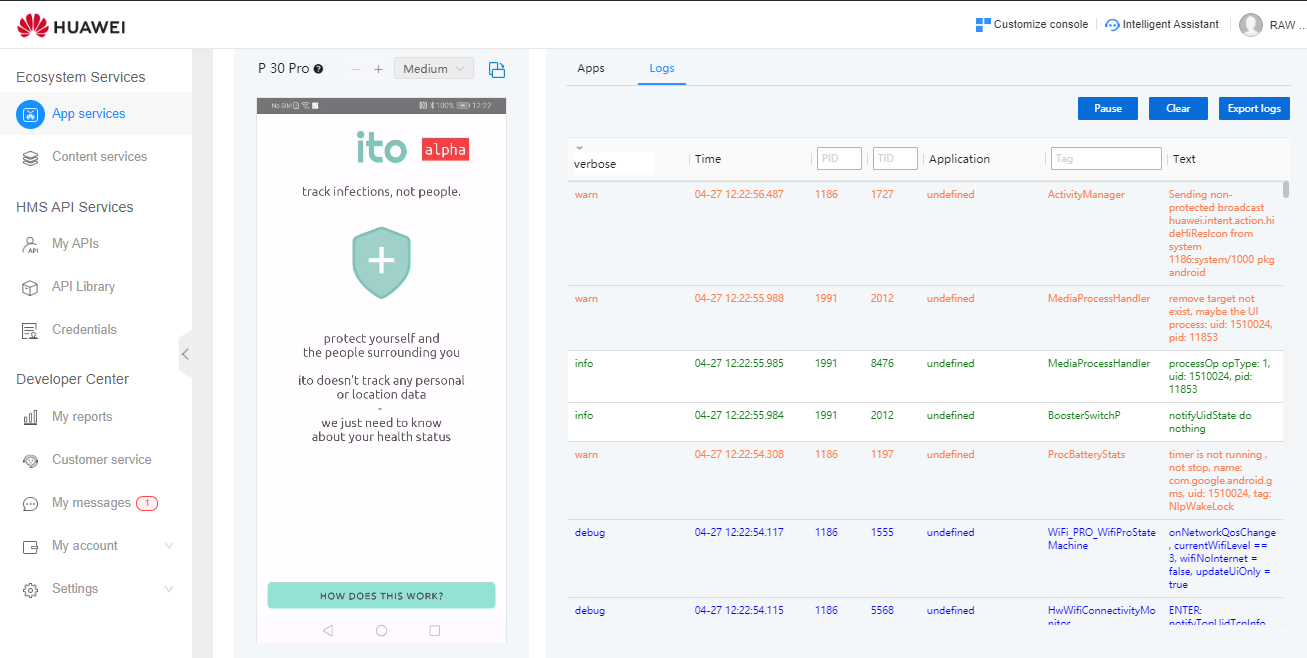 HUAWEI
Customize console
Intelligent Assistant
RAW ...
Ecosystem Services
App services
Content services
HMS API Services
My APIs
API Library
Credentials
Developer Center
My reports
Customer service
My messages 1
My account
Settings
P 30 Pro ?
− +
Medium
No SIM
100% 12:22
ito alpha
track infections, not people.
protect yourself and
the people surrounding you
ito doesn't track any personal
or location data
-
we just need to know
about your health status
HOW DOES THIS WORK?
Apps Logs
Pause Clear Export logs
verbose Time PID TID Application Tag Text
warn 04-27 12:22:56.487 1186 1727 undefined ActivityManager Sending non-
protected broadcast
huawei.intent.action.hi
deHiResIcon from
system
1186:system/1000 pkg
android
warn 04-27 12:22:55.988 1991 2012 undefined MediaProcessHandler remove target not
exist, maybe the UI
process: uid: 1510024,
pid: 11853
info 04-27 12:22:55.985 1991 8476 undefined MediaProcessHandler processOp opType: 1,
uid: 1510024, pid:
11853
info 04-27 12:22:55.984 1991 2012 undefined BoosterSwitchP notifyUidState do
nothing
warn 04-27 12:22:54.308 1186 1197 undefined ProcBatteryStats timer is not running ,
not stop, name:
com.google.android.g
ms, uid: 1510024, tag:
NlpWakeLock
debug 04-27 12:22:54.117 1186 1555 undefined WiFi_PRO_WifiProState onNetworkQosChange
Machine , currentWifiLevel ==
3, wifiNoInternet =
false, updateUiOnly =
true
debug 04-27 12:22:54.115 1186 5568 undefined HwWifiConnectivityMo ENTER:
nitor notifyTopUidTcpInfo